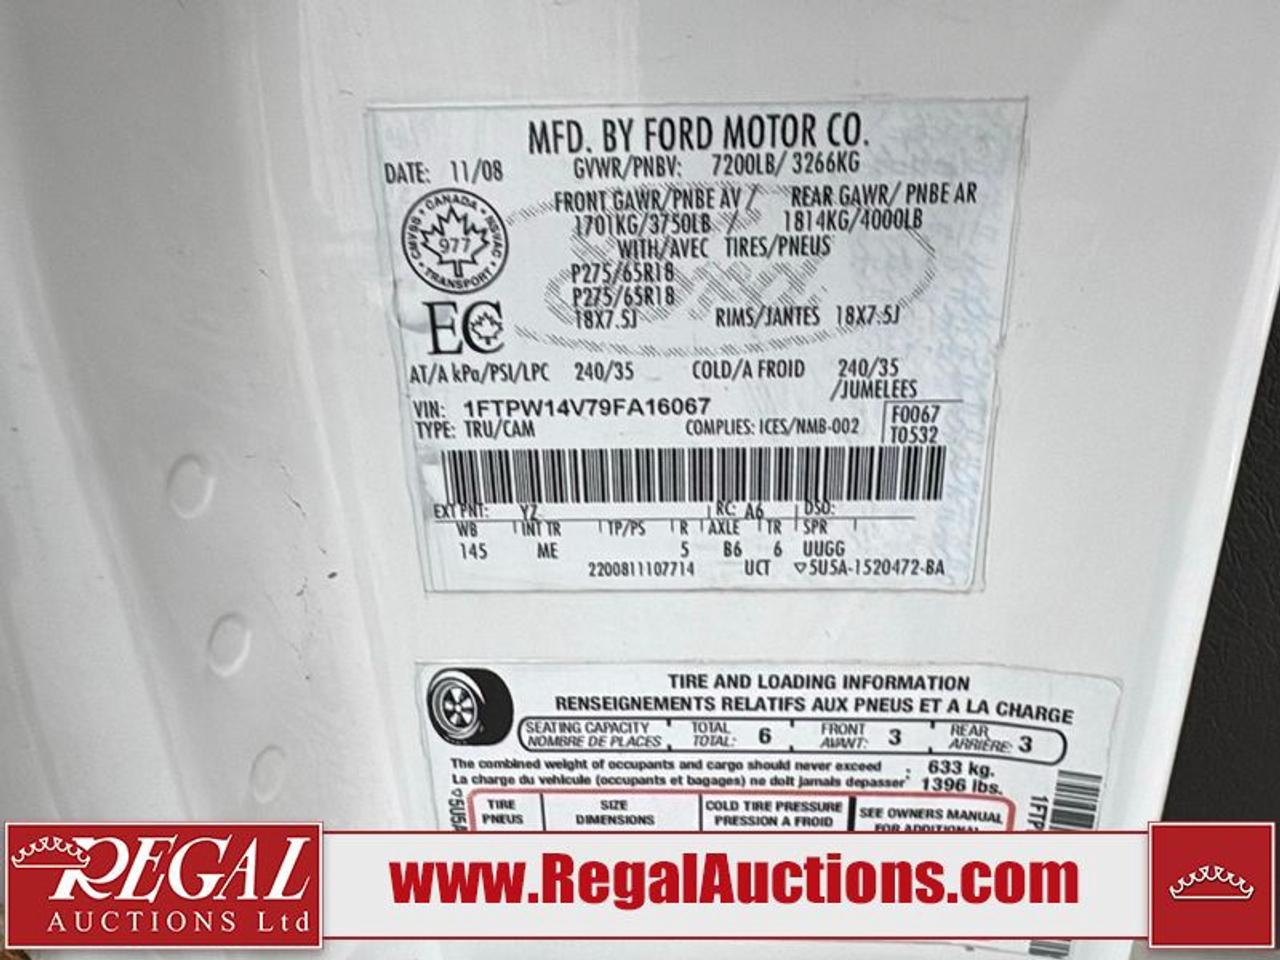 MFD. BY FORD MOTOR CO.
DATE: 11/08 GVWR/PNBV: 7200LB/ 3266KG
FRONT GAWR/PNBE AV / REAR GAWR/ PNBE AR
1701KG/3750LB / 1814KG/4000LB
WITH/AVEC TIRES/PNEUS
P275/65R18
P275/65R18
18X7.5J RIMS/JANTES 18X7.5J
CANADA
CMVSS NSVAC
977
TRANSPORT
EC
AT/A kPa/PSI/LPC 240/35 COLD/A FROID 240/35
/JUMELEES
VIN: 1FTPW14V79FA16067
F0067
TYPE: TRU/CAM COMPLIES: ICES/NMB-002
T0532
EXT PNT: YZ RC: A6 DSO:
WB INT TR TP/PS R AXLE TR SPR
145 ME 5 B6 6 UUGG
2200811107714 UCT ▽5U5A-1520472-BA
TIRE AND LOADING INFORMATION
RENSEIGNEMENTS RELATIFS AUX PNEUS ET A LA CHARGE
SEATING CAPACITY TOTAL FRONT REAR
NOMBRE DE PLACES TOTAL: 6 AVANT: 3 ARRIÈRE: 3
The combined weight of occupants and cargo should never exceed : 633 kg.
La charge du véhicule (occupants et bagages) ne doit jamais depasser 1396 lbs.
▽5U5A
TIRE SIZE COLD TIRE PRESSURE SEE OWNERS MANUAL
PNEUS DIMENSIONS PRESSION A FROID FOR ADDITIONAL
1FTP
REGAL
AUCTIONS Ltd
www.RegalAuctions.com